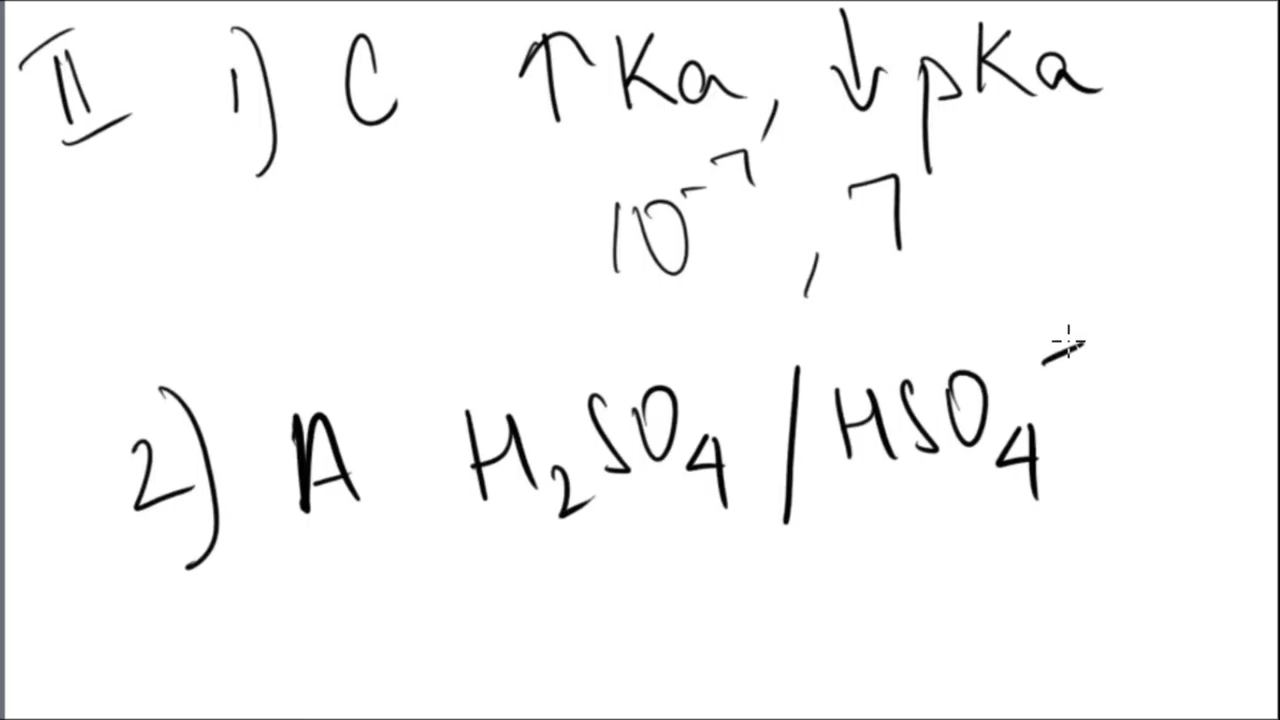 II 1) C ↑Ka, ↓pKa
10⁻⁷, 7
2) A H₂SO₄/HSO₄⁻